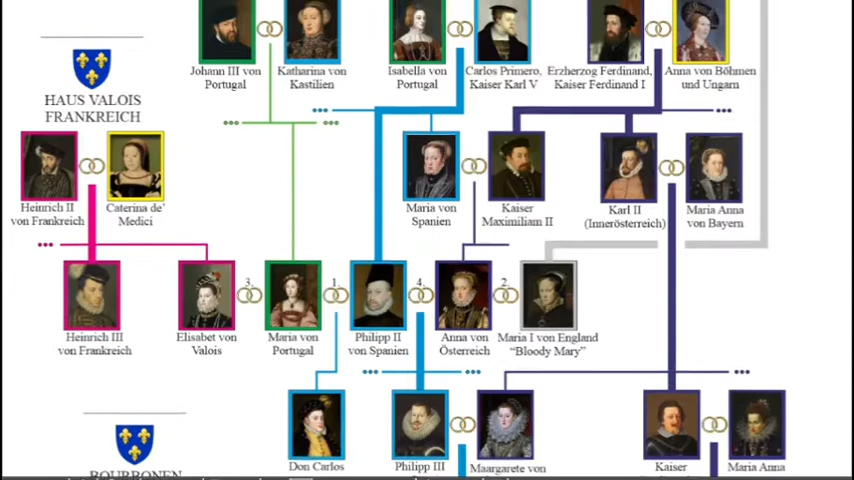 Johann III von
Portugal
Katharina von
Kastilien
Isabella von
Portugal
Carlos Primero,
Kaiser Karl V
Erzherzog Ferdinand,
Kaiser Ferdinand I
Anna von Böhmen
und Ungarn
HAUS VALOIS
FRANKREICH
Heinrich II
von Frankreich
Caterina de'
Medici
Maria von
Spanien
Kaiser
Maximiliam II
Karl II
(Innerösterreich)
Maria Anna
von Bayern
3.
1.
4.
2.
Heinrich III
von Frankreich
Elisabet von
Valois
Maria von
Portugal
Philipp II
von Spanien
Anna von
Österreich
Maria I von England
“Bloody Mary”
BOURBONEN
Don Carlos
Philipp III
Maargarete von
Kaiser
Maria Anna